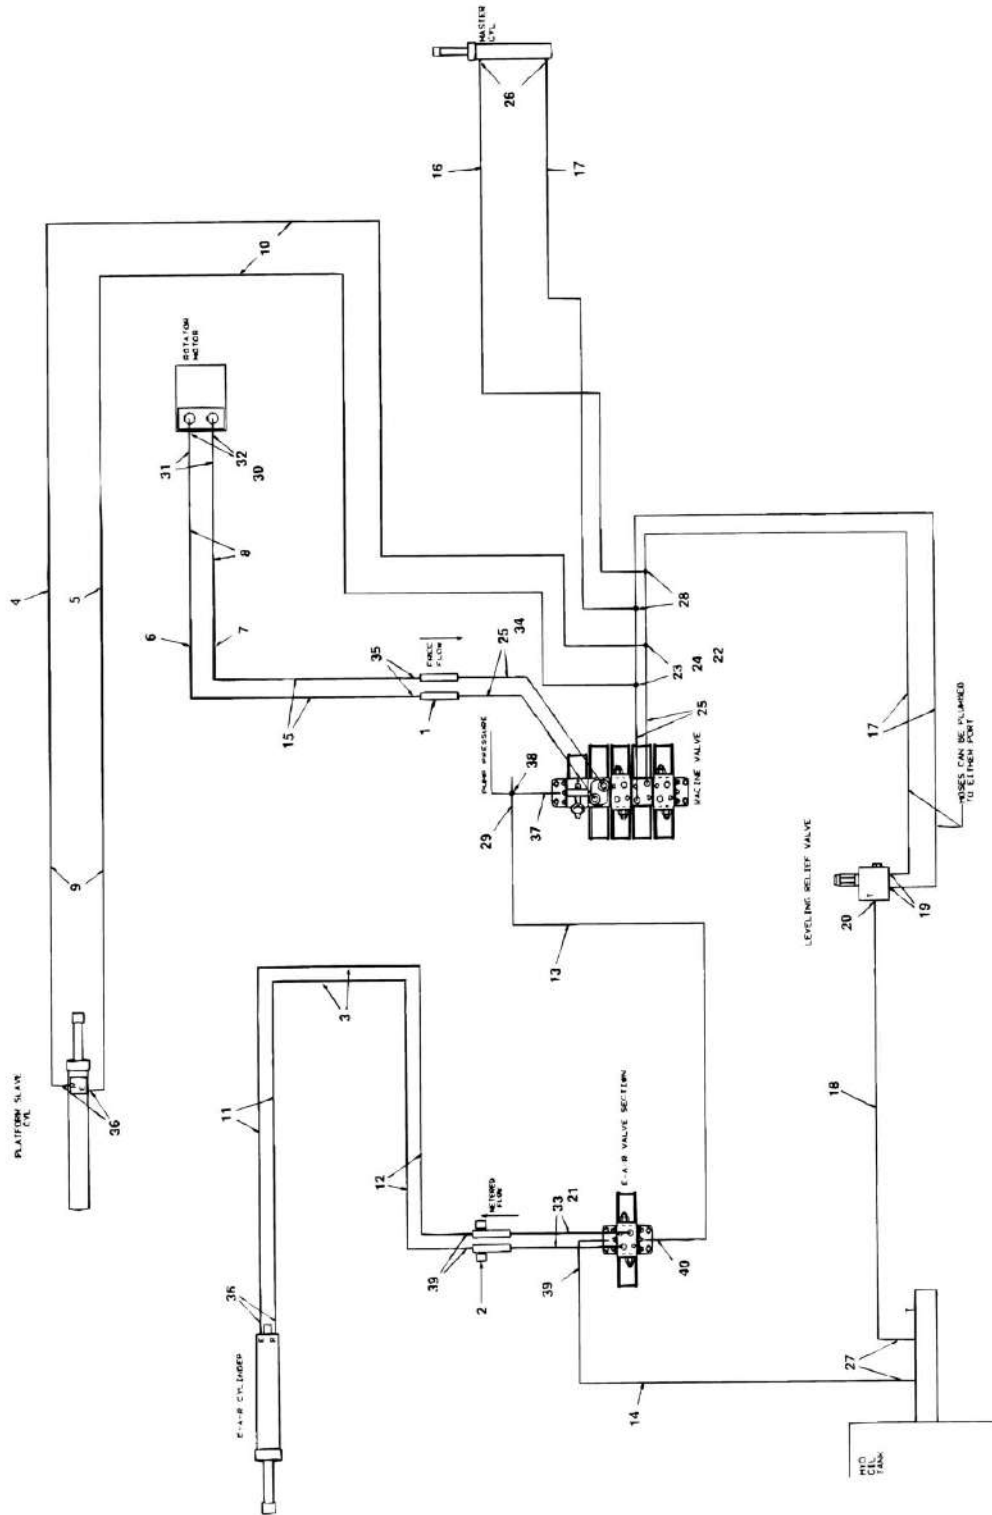 MASTER
CYL
26
16
17
10
4
5
ROTATOR
MOTOR
31
32
30
8
6
7
15
35
FREE
FLOW
25
34
1
PUMP PRESSURE
38
29
37
RACINE VALVE
23
24
22
28
25
17
HOSES CAN BE PLUMBED
TO EITHER PORT
LEVELING RELIEF VALVE
T
20
19
18
13
9
PLATFORM SLAVE
CYL
36
3
11
12
METERED
FLOW
39
2
33
21
E-A-R VALVE SECTION
39
40
14
27
T
HYD
OIL
TANK
E-A-R CYLINDER
E
R
36